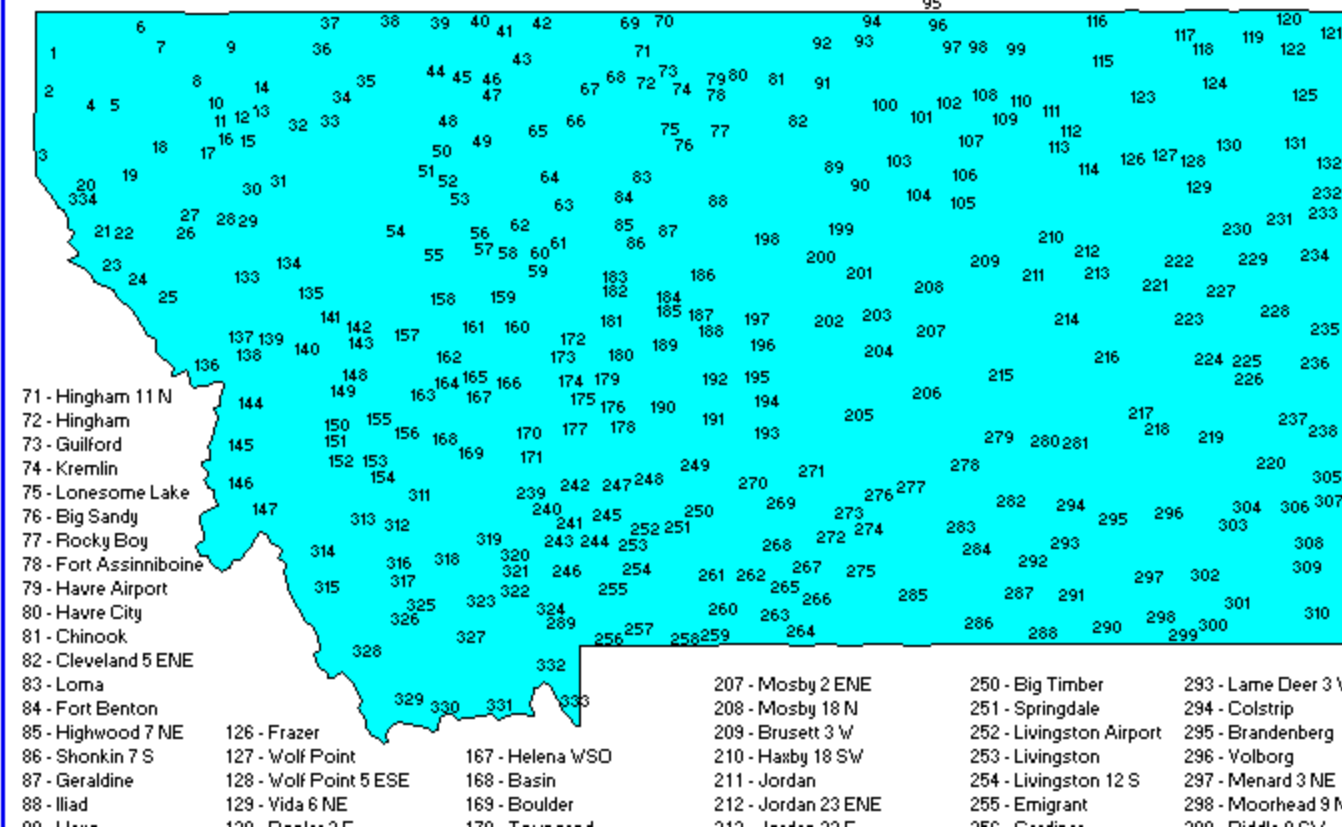 95
6 37 38 39 40 41 42 69 70 94 96 116 120
1 7 9 36 43 71 92 93 97 98 99 117 118 119 121 122
2 8 14 34 35 44 45 46 47 67 68 72 73 74 79 80 78 81 91 115 123 124 125
4 5 10 11 12 13 32 33 48 65 66 75 77 82 100 101 102 108 109 110 111
3 18 17 16 15 50 49 76 107 112 113 126 127 128 130 131
20 19 30 31 51 52 64 83 89 90 103 106 114 129 132
334 27 28 29 53 63 84 88 104 105 232 233
21 22 26 54 56 62 85 86 87 198 199 210 230 231
23 24 133 134 55 57 58 60 61 59 183 186 200 201 209 211 212 213 222 229 234
25 135 158 159 182 184 208 221 227
141 142 157 161 160 181 185 187 188 197 202 203 207 214 223 228 235
137 139 138 140 143 162 172 173 180 189 196 204 216 224 225 236
136 148 149 163 164 165 166 174 179 192 195 215 226
144 167 175 176 190 194 206
150 155 156 170 177 178 191 193 205 217 218 237
145 151 168 171 169 279 280 281 219 238
146 152 153 154 242 247 248 249 270 271 277 278 220 305
147 311 239 240 245 250 269 276 273 282 294 296 304 306 307
313 312 241 252 251 272 274 283 295 303
314 319 320 243 244 253 268 284 293 308
316 318 321 246 254 261 262 267 275 292 297 302 309
315 317 322 255 265 266 285 287 291
325 326 323 324 260 263 298 301 310
327 289 256 257 258 259 264 286 288 290 299 300
328 332
329 330 331 333
71 - Hingham 11 N
72 - Hingham
73 - Guilford
74 - Kremlin
75 - Lonesome Lake
76 - Big Sandy
77 - Rocky Boy
78 - Fort Assinniboine
79 - Havre Airport
80 - Havre City
81 - Chinook
82 - Cleveland 5 ENE
83 - Loma
84 - Fort Benton
85 - Highwood 7 NE
86 - Shonkin 7 S
87 - Geraldine
88 - Iliad
126 - Frazer
127 - Wolf Point
128 - Wolf Point 5 ESE
129 - Vida 6 NE
167 - Helena WSO
168 - Basin
169 - Boulder
207 - Mosby 2 ENE
208 - Mosby 18 N
209 - Brusett 3 W
210 - Haxby 18 SW
211 - Jordan
212 - Jordan 23 ENE
250 - Big Timber
251 - Springdale
252 - Livingston Airport
253 - Livingston
254 - Livingston 12 S
255 - Emigrant
293 - Lame Deer 3
294 - Colstrip
295 - Brandenberg
296 - Volborg
297 - Menard 3 NE
298 - Moorhead 9